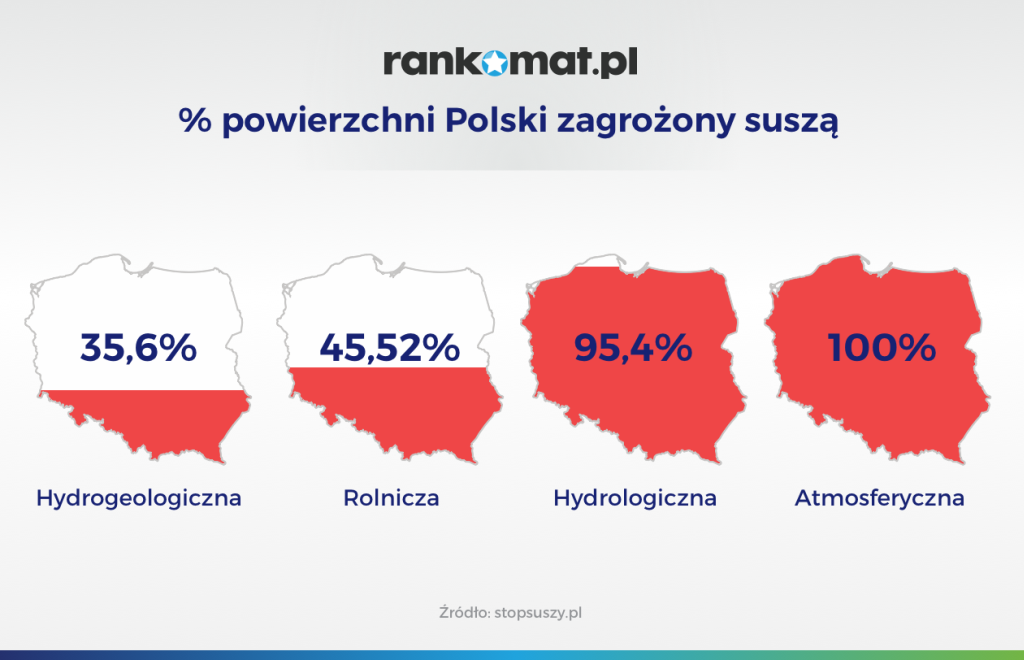 rankomat.pl
% powierzchni Polski zagrożony suszą
35,6%
45,52%
95,4%
100%
Hydrogeologiczna
Rolnicza
Hydrologiczna
Atmosferyczna
Źródło: stopsuszy.pl